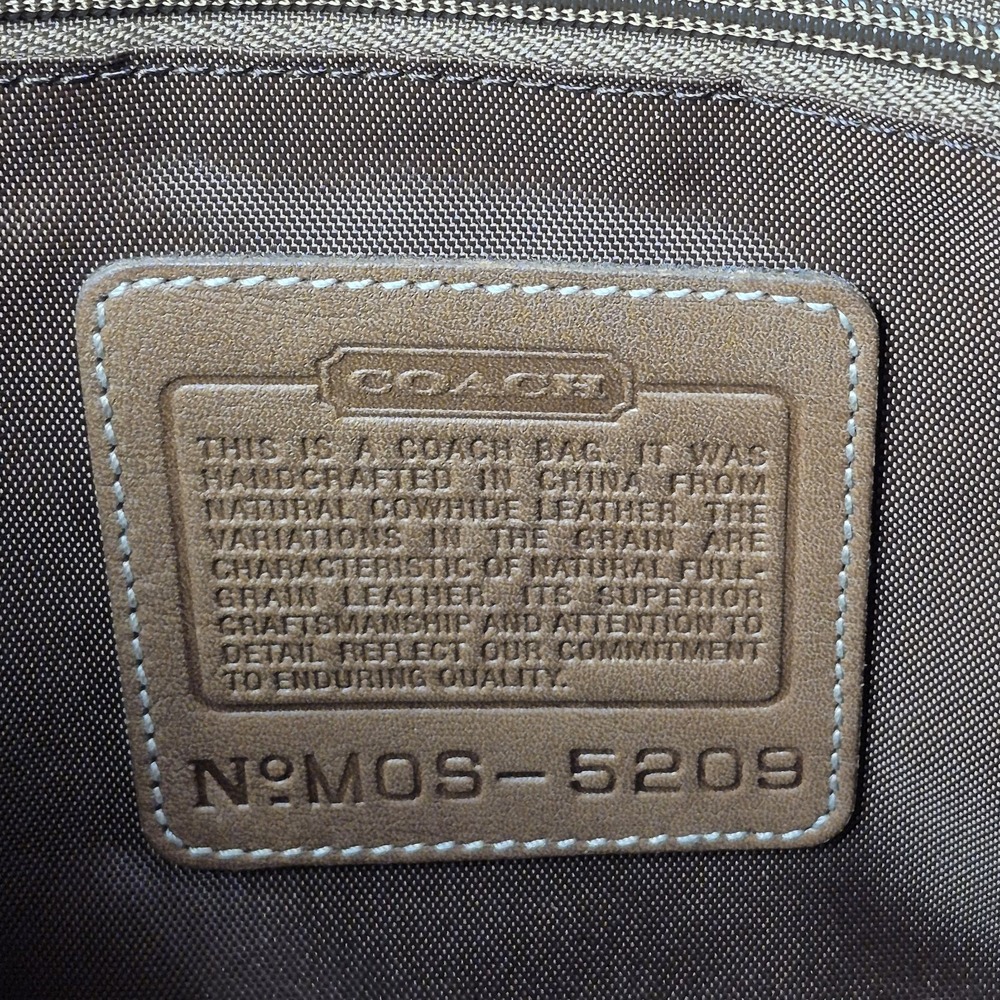 COACH
THIS IS A COACH BAG. IT WAS
HANDCRAFTED IN CHINA FROM
NATURAL COWHIDE LEATHER. THE
VARIATIONS IN THE GRAIN ARE
CHARACTERISTIC OF NATURAL FULL-
GRAIN LEATHER. ITS SUPERIOR
CRAFTSMANSHIP AND ATTENTION TO
DETAIL REFLECT OUR COMMITMENT
TO ENDURING QUALITY.
Nº M0S-5209